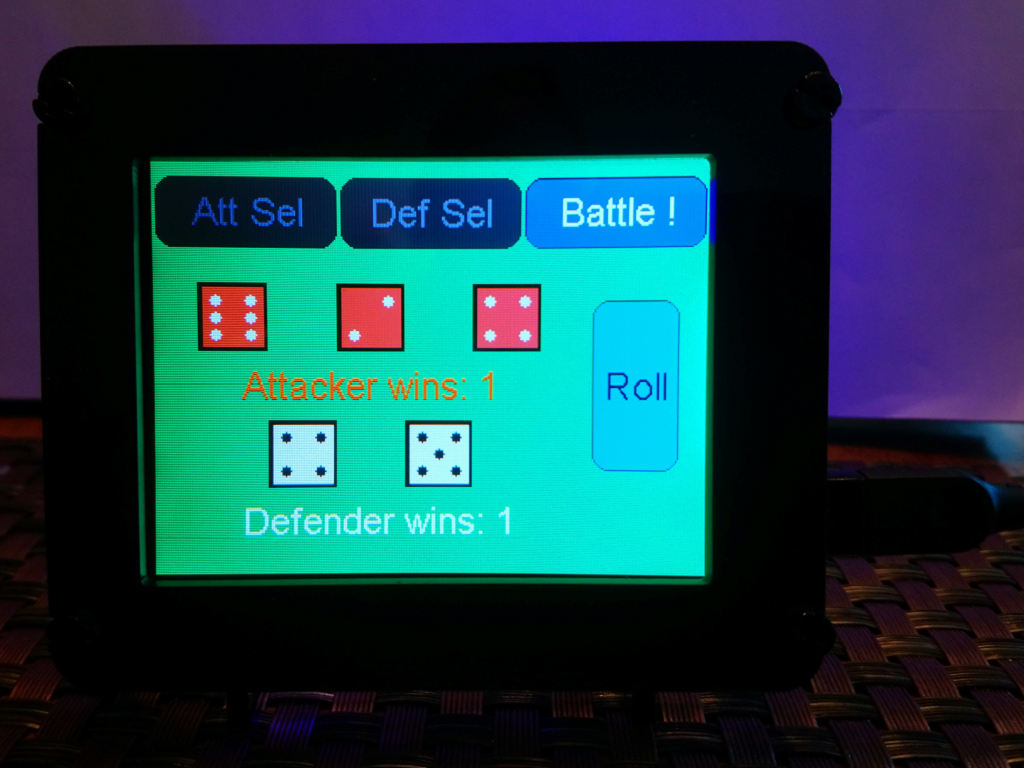 Att Sel Def Sel Battle !
Attacker wins: 1
Roll
Defender wins: 1